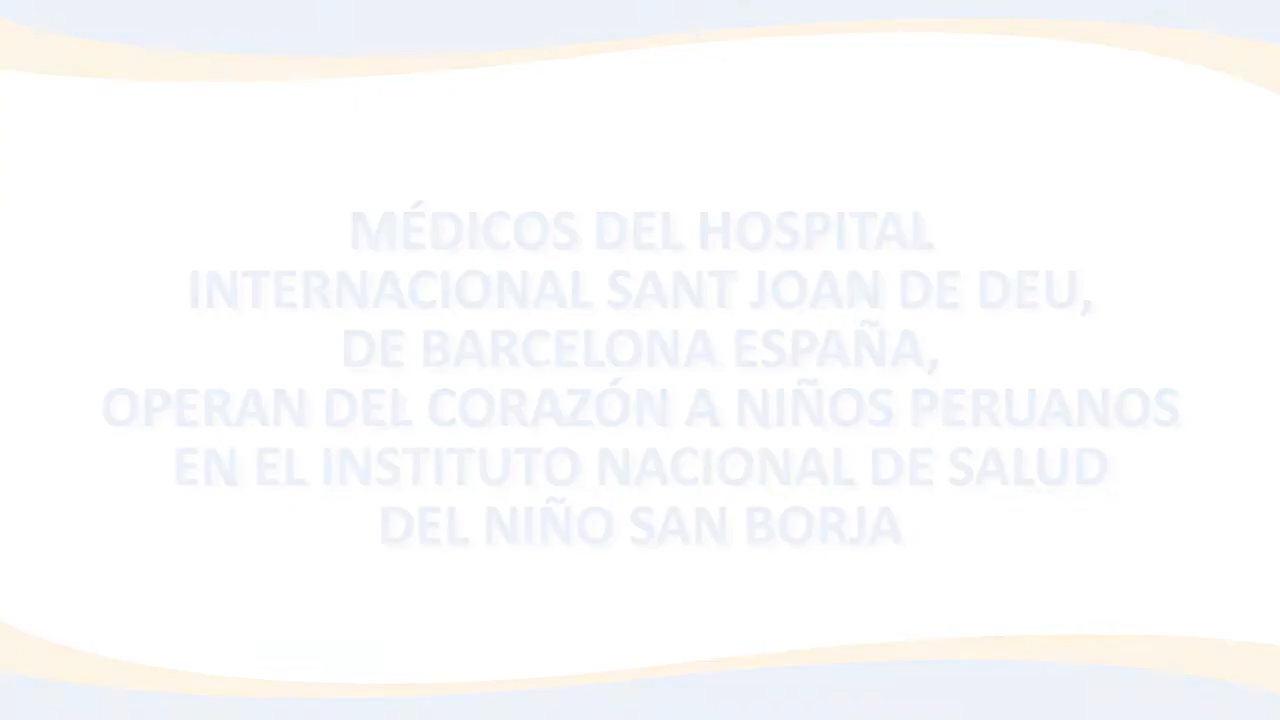 MÉDICOS DEL HOSPITAL
INTERNACIONAL SANT JOAN DE DEU,
DE BARCELONA ESPAÑA,
OPERAN DEL CORAZÓN A NIÑOS PERUANOS
EN EL INSTITUTO NACIONAL DE SALUD
DEL NIÑO SAN BORJA